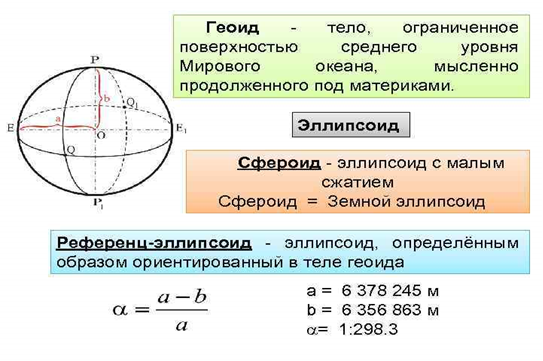 Геоид - тело, ограниченное
поверхностью среднего уровня
Мирового океана, мысленно
продолженного под материками.
P
b
a
Q₁
E
O
E₁
Q
P₁
Эллипсоид
Сфероид - эллипсоид с малым
сжатием
Сфероид = Земной эллипсоид
Референц-эллипсоид - эллипсоид, определённым
образом ориентированный в теле геоида
α = (a − b) / a
a = 6 378 245 м
b = 6 356 863 м
α= 1:298.3